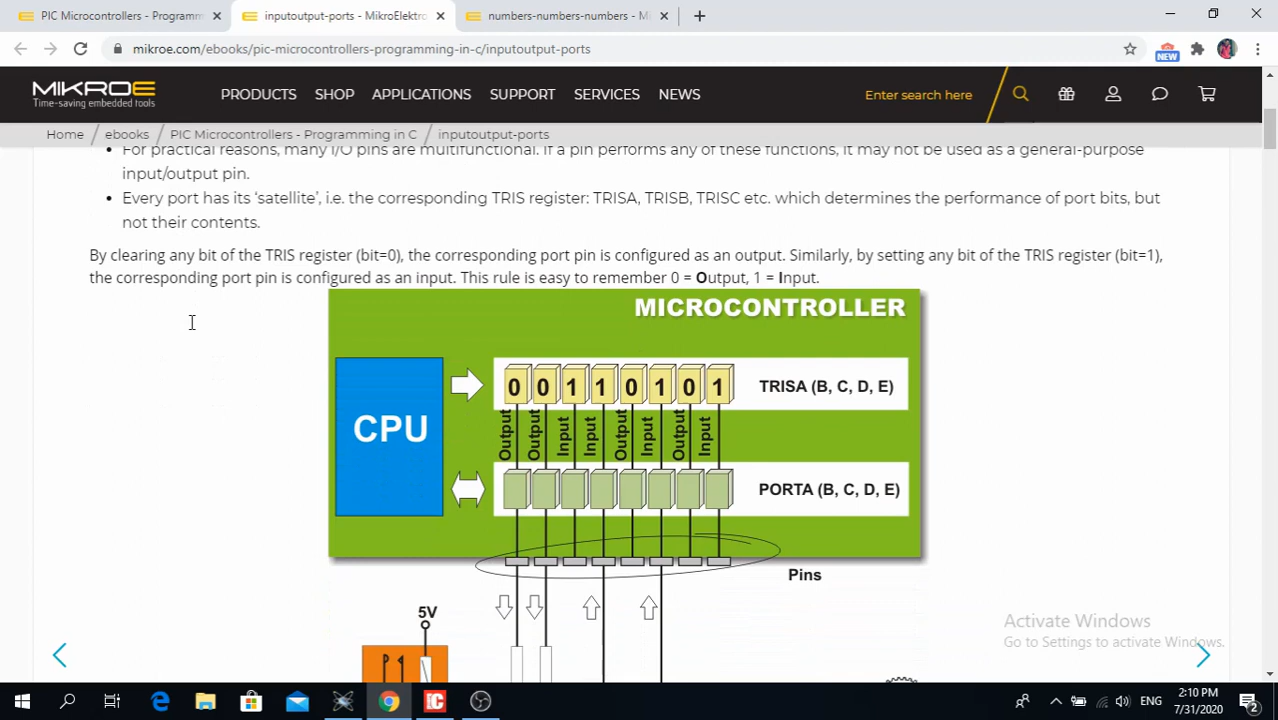 PIC Microcontrollers - Programm
inputoutput-ports - MikroElektro
numbers-numbers-numbers - Mi
mikroe.com/ebooks/pic-microcontrollers-programming-in-c/inputoutput-ports
NEW
MIKROE
Time-saving embedded tools
PRODUCTS SHOP APPLICATIONS SUPPORT SERVICES NEWS
Enter search here
Home ebooks PIC Microcontrollers - Programming in C inputoutput-ports
For practical reasons, many I/O pins are multifunctional. If a pin performs any of these functions, it may not be used as a general-purpose
input/output pin.
Every port has its ‘satellite’, i.e. the corresponding TRIS register: TRISA, TRISB, TRISC etc. which determines the performance of port bits, but
not their contents.
By clearing any bit of the TRIS register (bit=0), the corresponding port pin is configured as an output. Similarly, by setting any bit of the TRIS register (bit=1),
the corresponding port pin is configured as an input. This rule is easy to remember 0 = Output, 1 = Input.
MICROCONTROLLER
CPU
0 0 1 1 0 1 0 1
TRISA (B, C, D, E)
Output Output Input Input Output Input Output Input
PORTA (B, C, D, E)
Pins
5V
P1
Activate Windows
Go to Settings to activate Windows.
ENG
2:10 PM
7/31/2020
2